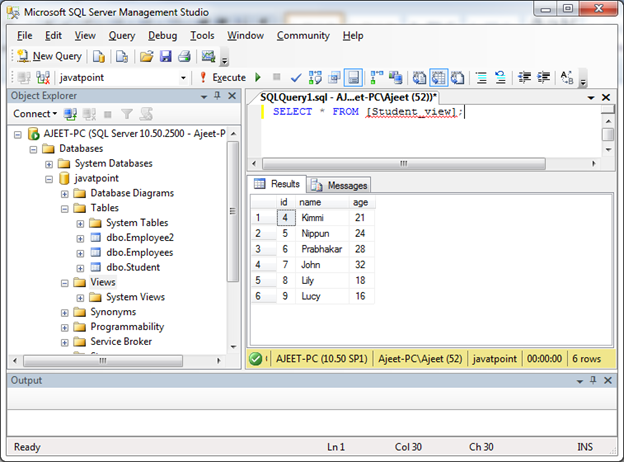 Microsoft SQL Server Management Studio
File Edit View Query Debug Tools Window Community Help
New Query
javatpoint Execute
Object Explorer
Connect
AJEET-PC (SQL Server 10.50.2500 - Ajeet-P
Databases
System Databases
javatpoint
Database Diagrams
Tables
System Tables
dbo.Employee2
dbo.Employees
dbo.Student
Views
System Views
Synonyms
Programmability
Service Broker
SQLQuery1.sql - AJ...et-PC\Ajeet (52))*
SELECT * FROM [Student_view];
Results Messages
id name age
1 4 Kimmi 21
2 5 Nippun 24
3 6 Prabhakar 28
4 7 John 32
5 8 Lily 18
6 9 Lucy 16
AJEET-PC (10.50 SP1) Ajeet-PC\Ajeet (52) javatpoint 00:00:00 6 rows
Output
Ready Ln 1 Col 30 Ch 30 INS